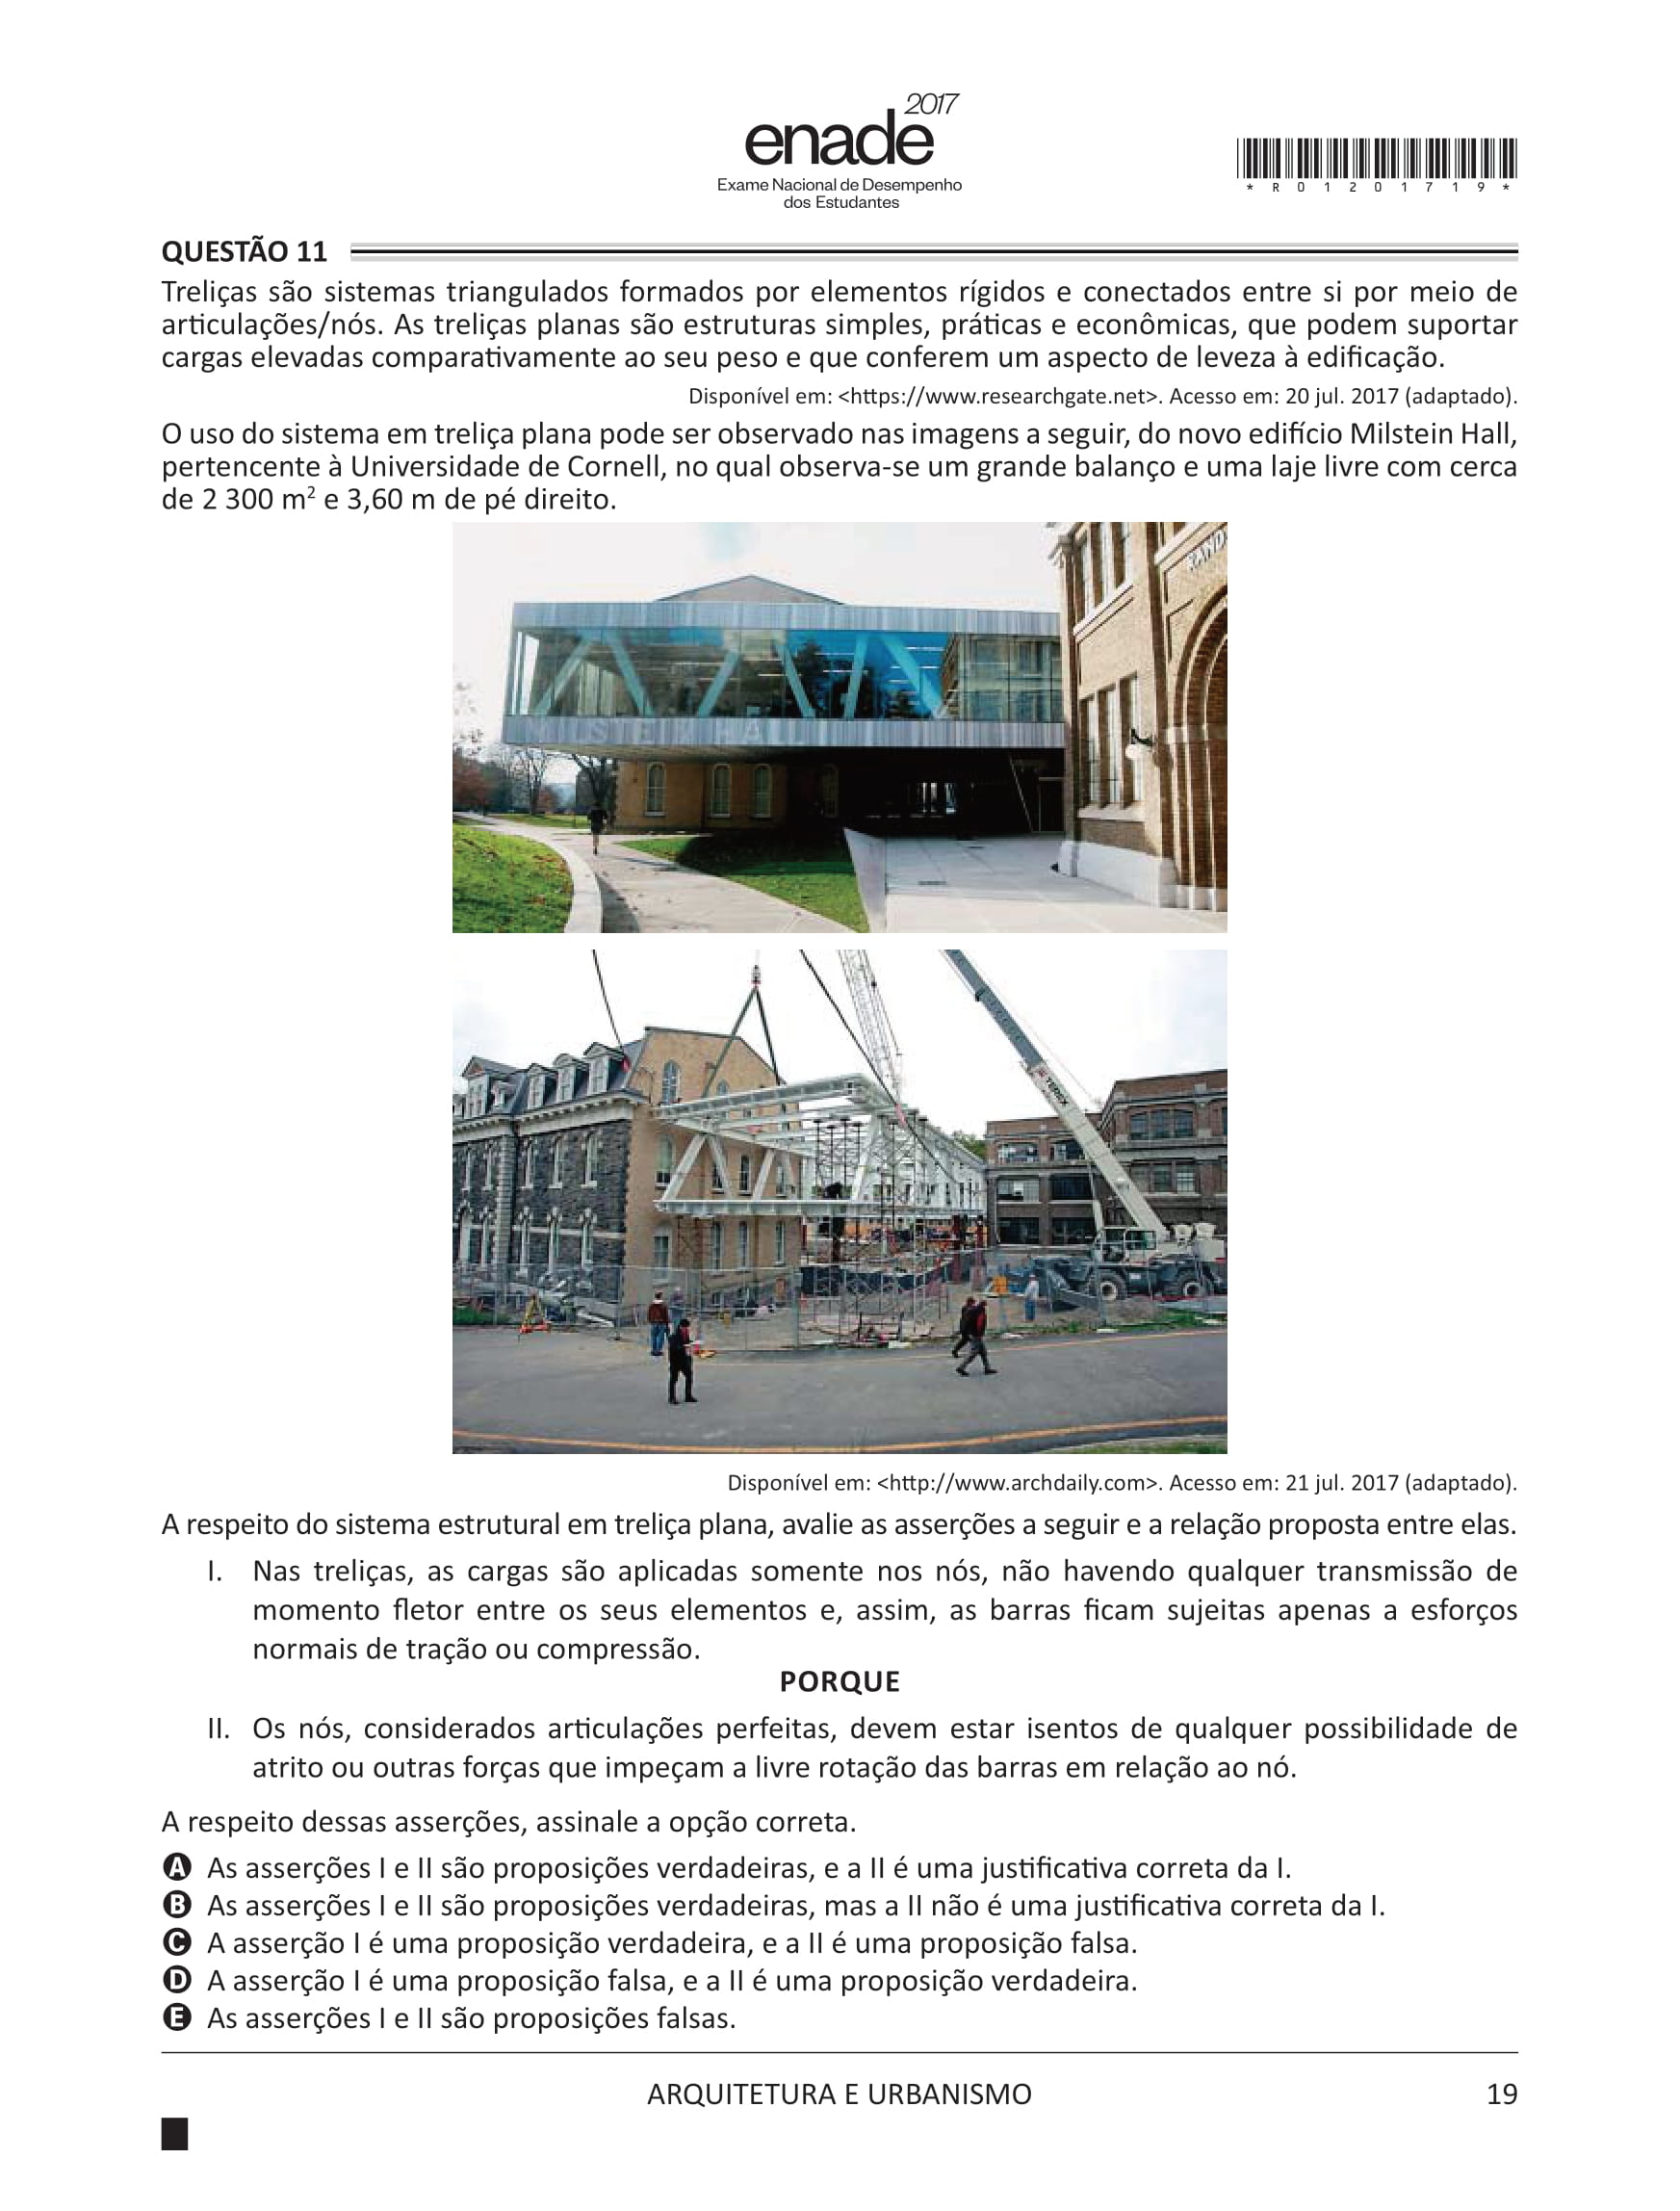 2017
enade
Exame Nacional de Desempenho
dos Estudantes
* R 0 1 2 0 1 7 1 9 *
QUESTÃO 11
Treliças são sistemas triangulados formados por elementos rígidos e conectados entre si por meio de
articulações/nós. As treliças planas são estruturas simples, práticas e econômicas, que podem suportar
cargas elevadas comparativamente ao seu peso e que conferem um aspecto de leveza à edificação.
Disponível em: <https://www.researchgate.net>. Acesso em: 20 jul. 2017 (adaptado).
O uso do sistema em treliça plana pode ser observado nas imagens a seguir, do novo edifício Milstein Hall,
pertencente à Universidade de Cornell, no qual observa-se um grande balanço e uma laje livre com cerca
de 2 300 m² e 3,60 m de pé direito.
RAND
MILSTEIN HALL
TEREX
Disponível em: <http://www.archdaily.com>. Acesso em: 21 jul. 2017 (adaptado).
A respeito do sistema estrutural em treliça plana, avalie as asserções a seguir e a relação proposta entre elas.
I. Nas treliças, as cargas são aplicadas somente nos nós, não havendo qualquer transmissão de
momento fletor entre os seus elementos e, assim, as barras ficam sujeitas apenas a esforços
normais de tração ou compressão.
PORQUE
II. Os nós, considerados articulações perfeitas, devem estar isentos de qualquer possibilidade de
atrito ou outras forças que impeçam a livre rotação das barras em relação ao nó.
A respeito dessas asserções, assinale a opção correta.
A As asserções I e II são proposições verdadeiras, e a II é uma justificativa correta da I.
B As asserções I e II são proposições verdadeiras, mas a II não é uma justificativa correta da I.
C A asserção I é uma proposição verdadeira, e a II é uma proposição falsa.
D A asserção I é uma proposição falsa, e a II é uma proposição verdadeira.
E As asserções I e II são proposições falsas.
ARQUITETURA E URBANISMO
19